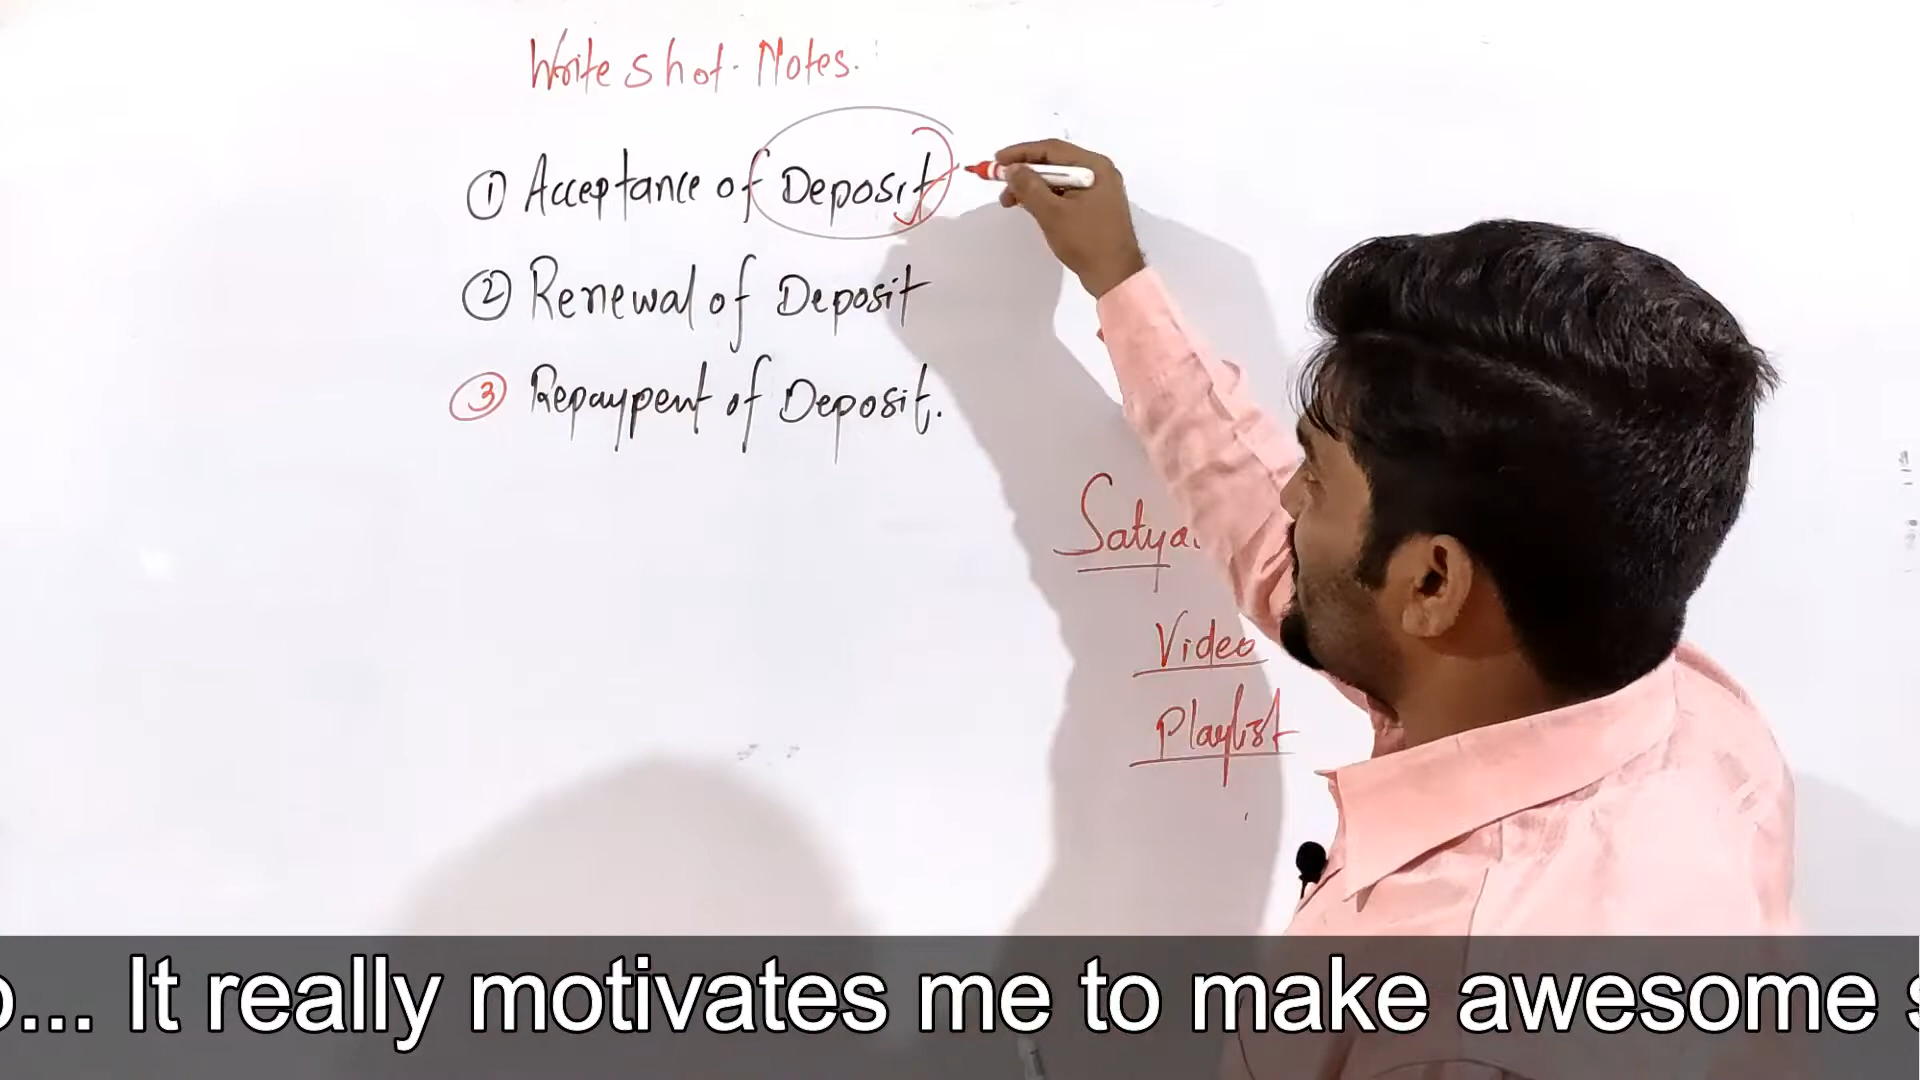 Write shot. Notes.
① Acceptance of Deposit
② Renewal of Deposit
③ Repaypent of Deposit.
Satya.
Video
Playlist
... It really motivates me to make awesome